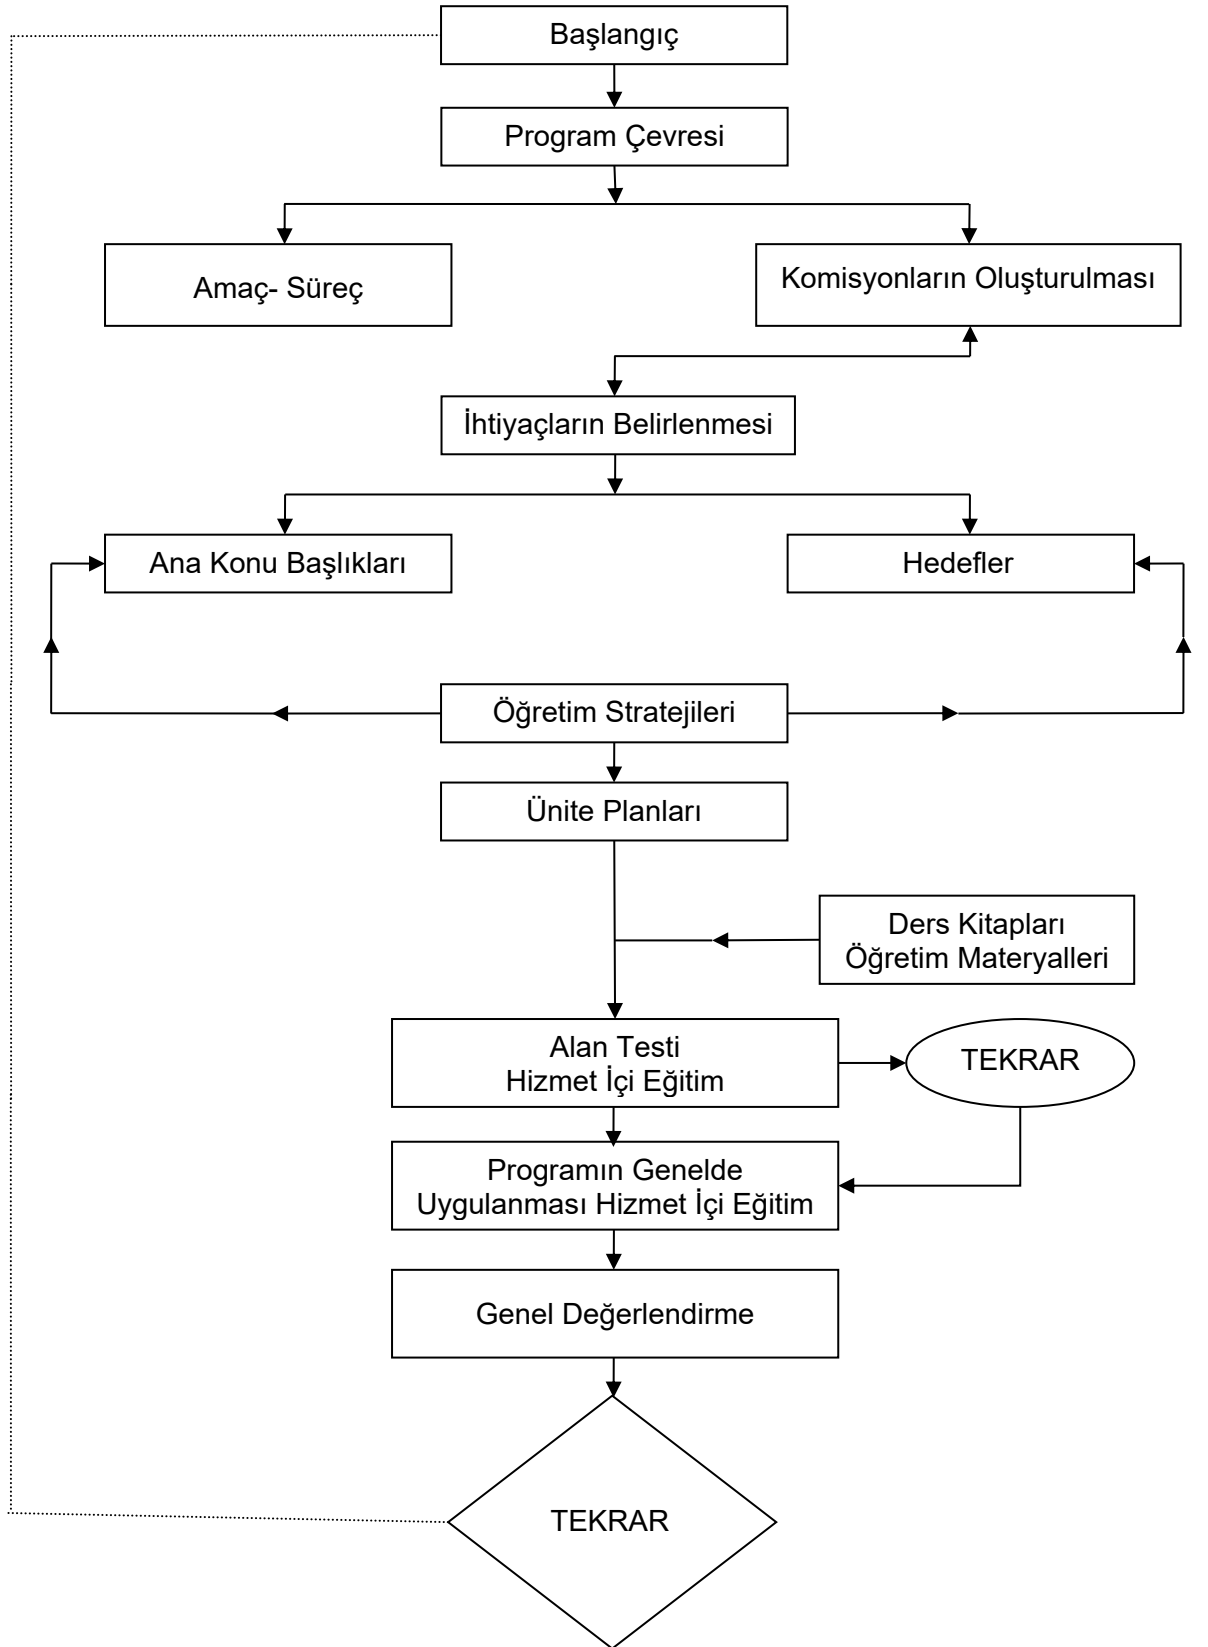 Başlangıç
Program Çevresi
Amaç- Süreç
Komisyonların Oluşturulması
İhtiyaçların Belirlenmesi
Ana Konu Başlıkları
Hedefler
Öğretim Stratejileri
Ünite Planları
Ders Kitapları
Öğretim Materyalleri
Alan Testi
Hizmet İçi Eğitim
TEKRAR
Programın Genelde
Uygulanması Hizmet İçi Eğitim
Genel Değerlendirme
TEKRAR